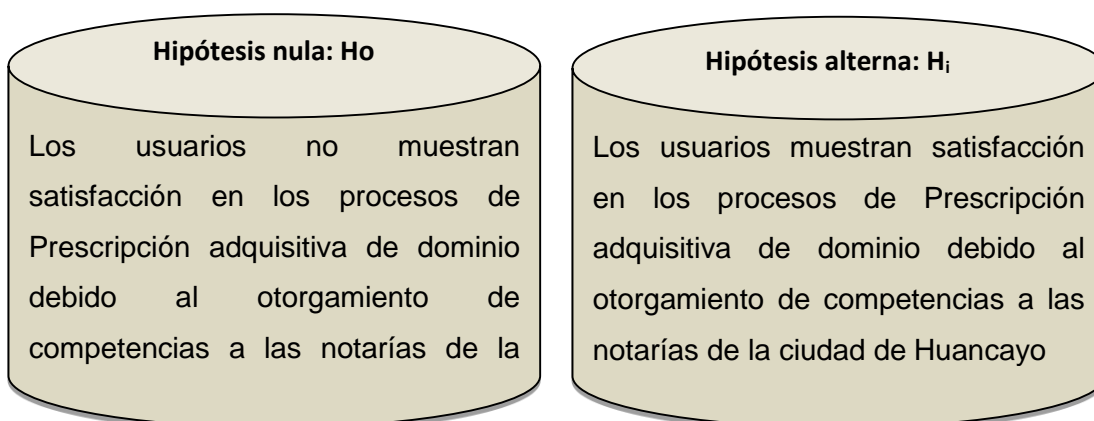 Hipótesis nula: Ho
Los usuarios no muestran
satisfacción en los procesos de
Prescripción adquisitiva de dominio
debido al otorgamiento de
competencias a las notarías de la
Hipótesis alterna: Hi
Los usuarios muestran satisfacción
en los procesos de Prescripción
adquisitiva de dominio debido al
otorgamiento de competencias a las
notarías de la ciudad de Huancayo